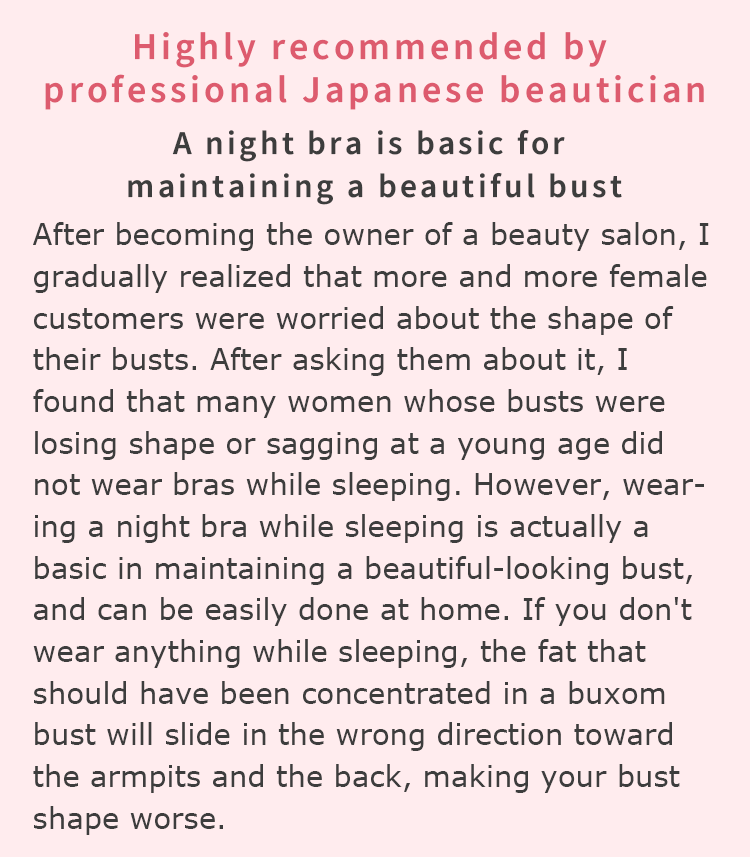 Highly recommended by
professional Japanese beautician
A night bra is basic for
maintaining a beautiful bust
After becoming the owner of a beauty salon, I
gradually realized that more and more female
customers were worried about the shape of
their busts. After asking them about it, I
found that many women whose busts were
losing shape or sagging at a young age did
not wear bras while sleeping. However, wear-
ing a night bra while sleeping is actually a
basic in maintaining a beautiful-looking bust,
and can be easily done at home. If you don't
wear anything while sleeping, the fat that
should have been concentrated in a buxom
bust will slide in the wrong direction toward
the armpits and the back, making your bust
shape worse.